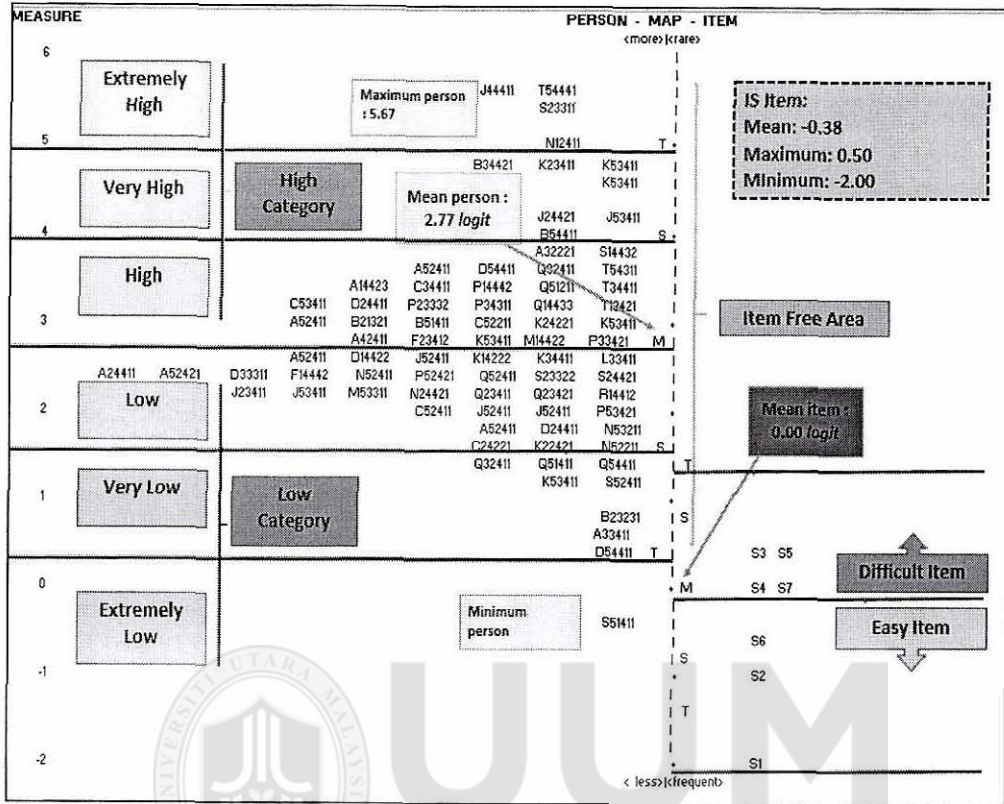 MEASURE
PERSON - MAP - ITEM
<more>|<rare>
6
Extremely High
Maximum person : 5.67
J44411 T54441
S23311
IS Item:
Mean: -0.38
Maximum: 0.50
Minimum: -2.00
N12411 T
5
B34421 K23411 K53411
Very High
High Category
K53411
Mean person : 2.77 logit
J24421 J53411
4
B54411 S
A32221 S14432
High
A52411 D54411 Q92411 T54311
A14423 C34411 P14442 Q51211 T34411
C53411 D24411 P23332 P34311 Q14433 T13421
3
A52411 B21321 B51411 C52211 K24221 K53411
Item Free Area
A42411 F23412 K53411 M14422 P33421 M
A52411 D14422 J52411 K14222 K34411 L33411
A24411 A52421 D33311 F14442 N52411 P52421 Q52411 S23322 S24421
Low
J23411 J53411 M53311 N24421 Q23411 Q23421 R14412
2
C52411 J52411 J52411 P53421
Mean item : 0.00 logit
A52411 D24411 N53211
C24221 K22421 N52211 S
Q32411 Q51411 Q54411 T
Very Low
Low Category
K53411 S52411
1
B23231 S
A33411
D54411 T
S3 S5
Difficult Item
0
M S4 S7
Extremely Low
Minimum person
S51411
Easy Item
S6
S
-1
S2
T
-2
S1
< less>|<frequent>
UNIVERSITI UTARA MALAYSI
UUM